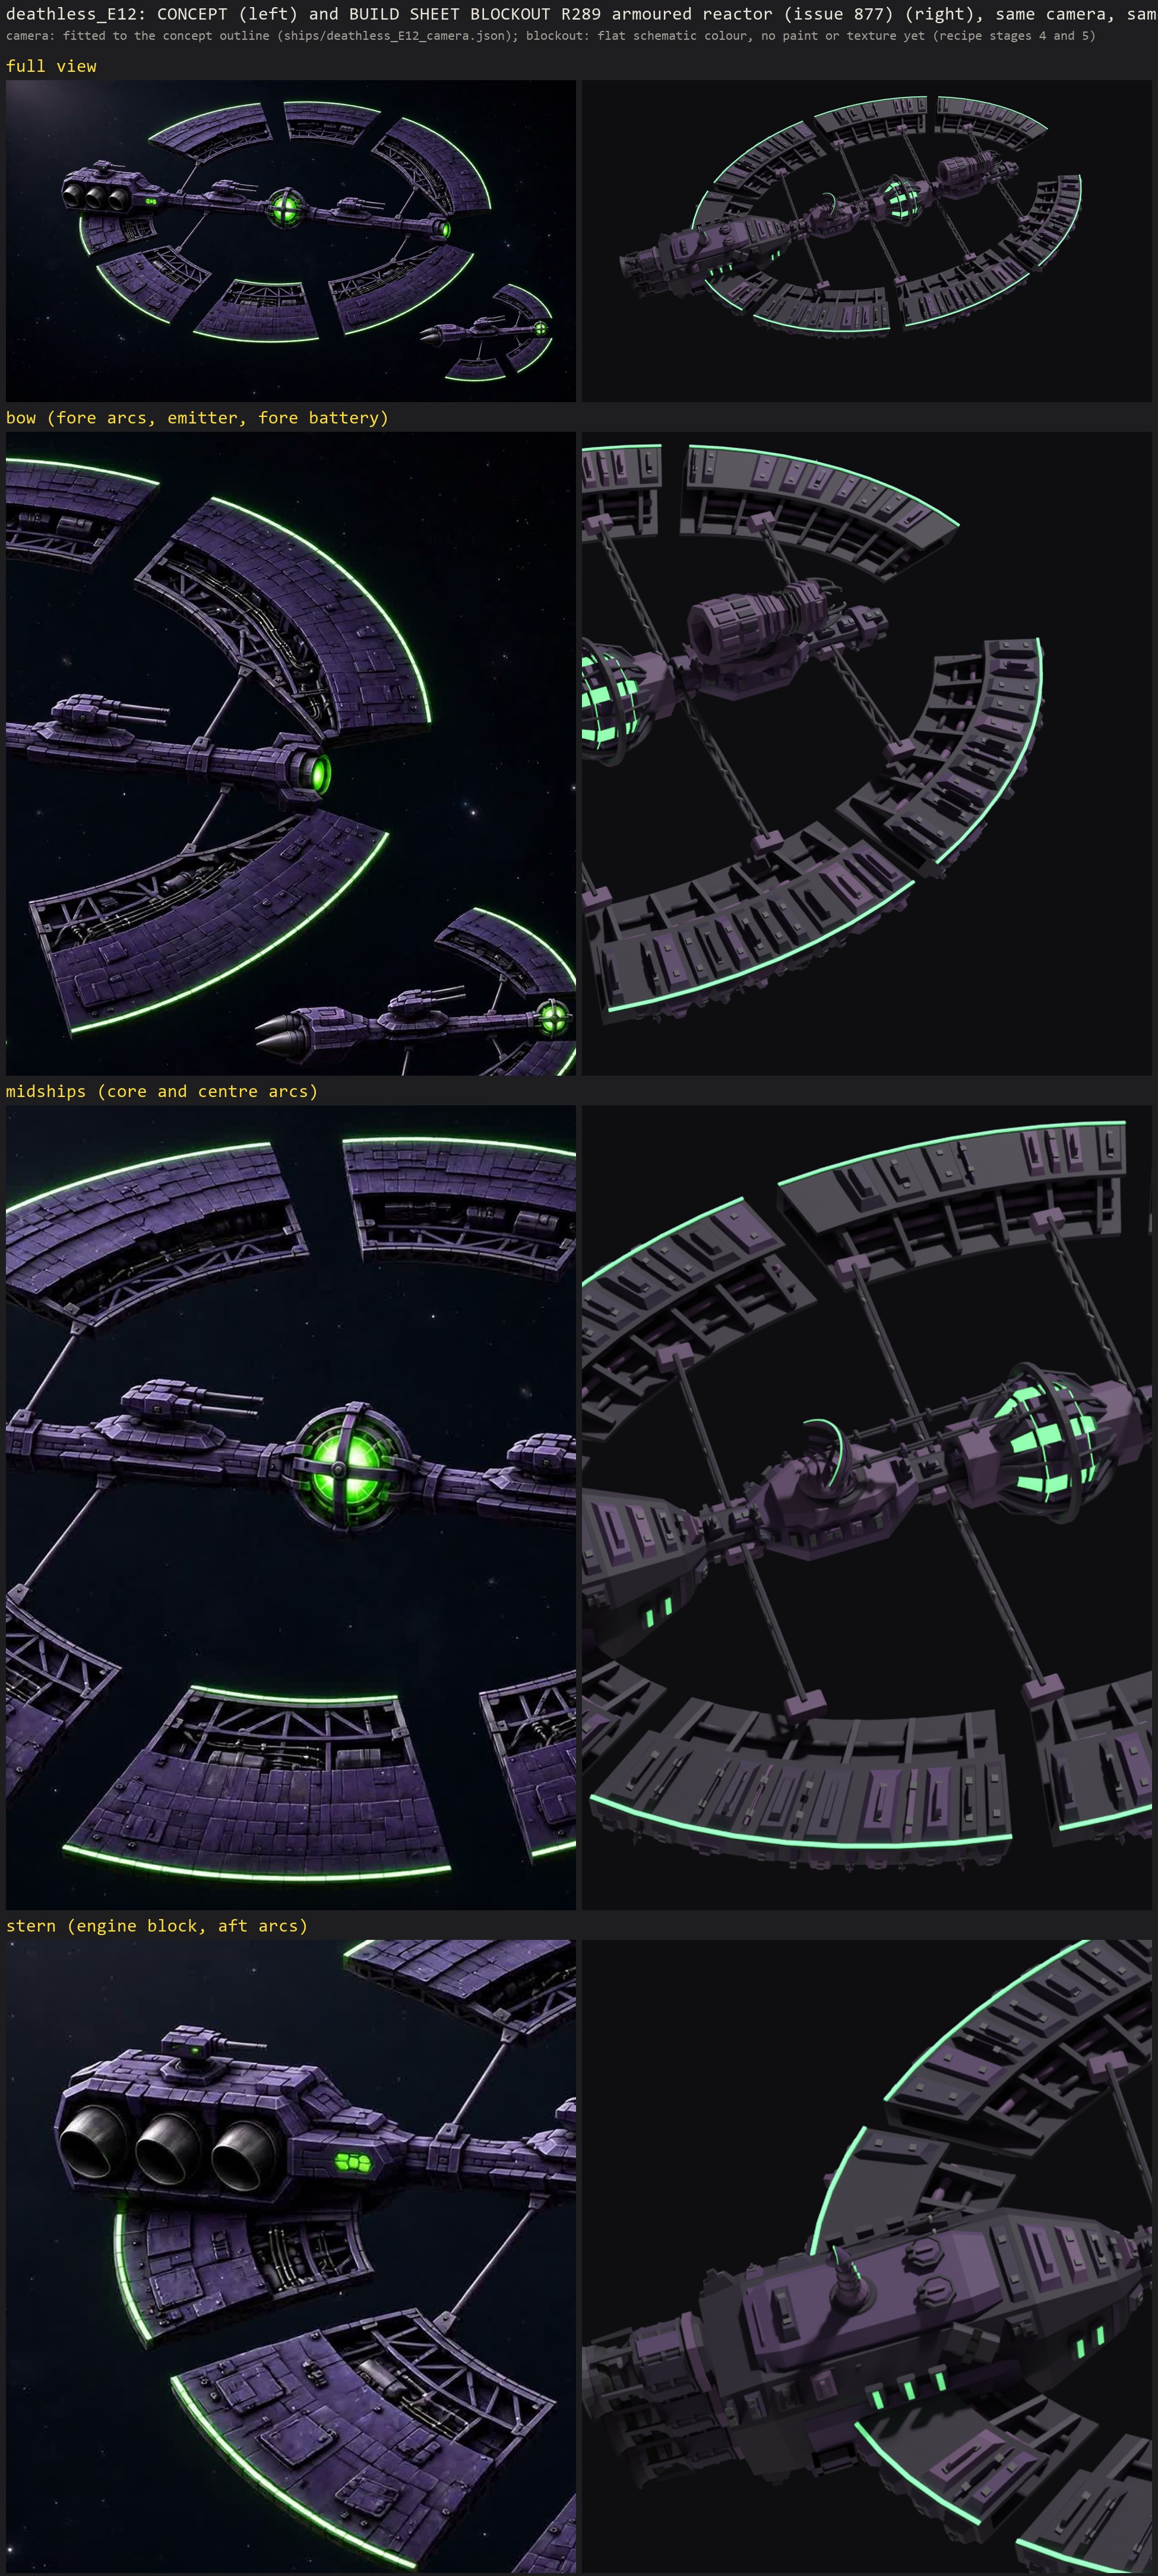 deathless_E12: CONCEPT (left) and BUILD SHEET BLOCKOUT R289 armoured reactor (issue 877) (right), same camera, sam
camera: fitted to the concept outline (ships/deathless_E12_camera.json); blockout: flat schematic colour, no paint or texture yet (recipe stages 4 and 5)
full view
bow (fore arcs, emitter, fore battery)
midships (core and centre arcs)
stern (engine block, aft arcs)